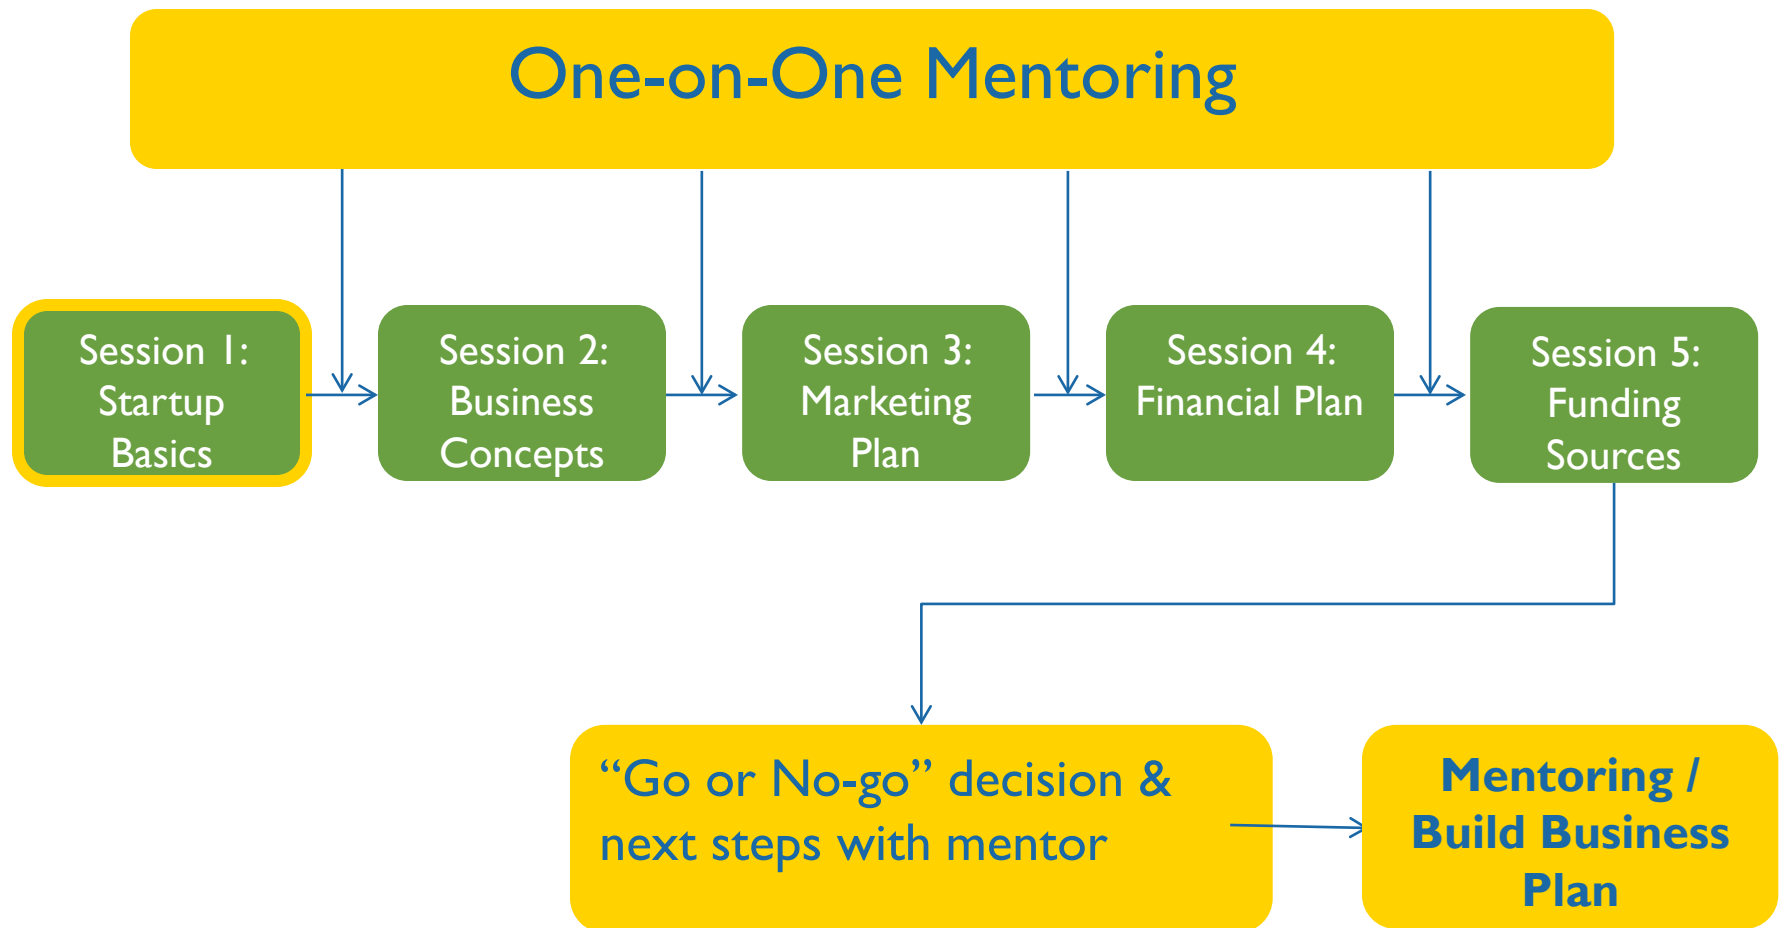 One-on-One Mentoring
Session 1:
Startup
Basics
Session 2:
Business
Concepts
Session 3:
Marketing
Plan
Session 4:
Financial Plan
Session 5:
Funding
Sources
“Go or No-go” decision &
next steps with mentor
Mentoring /
Build Business
Plan